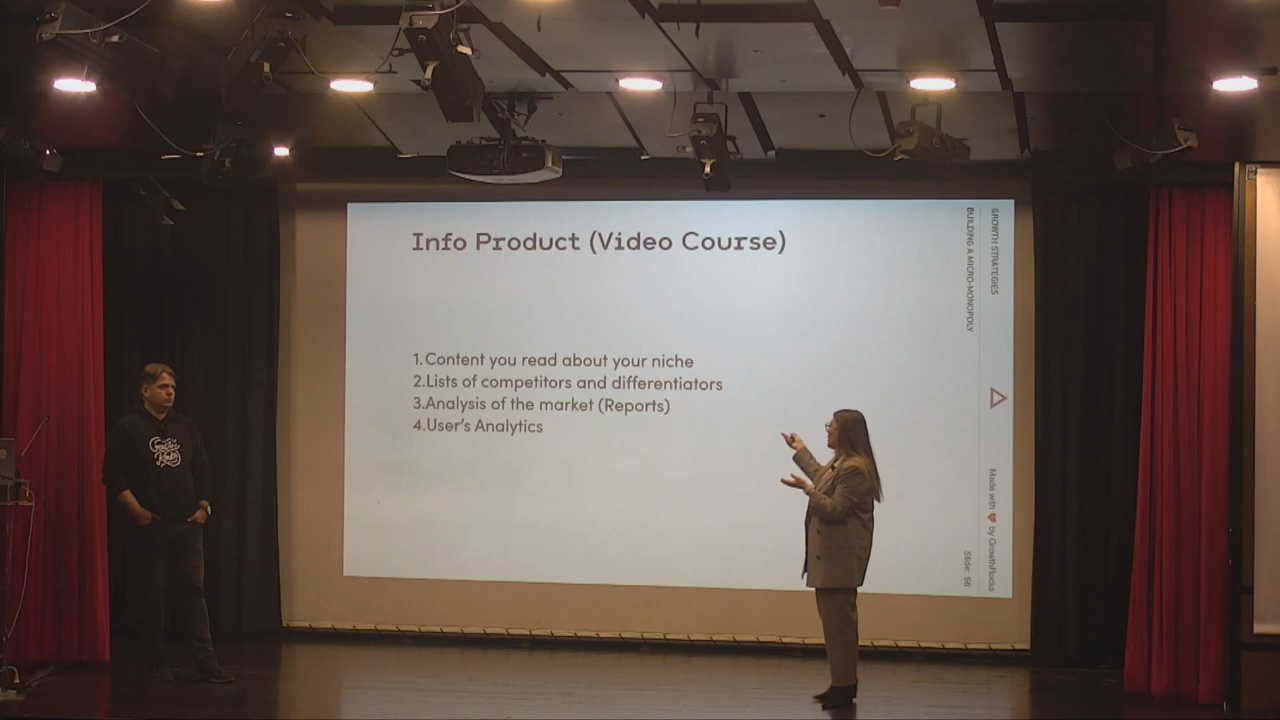 Info Product (Video Course)
1.Content you read about your niche
2.Lists of competitors and differentiators
3.Analysis of the market (Reports)
4.User's Analytics
GROWTH STRATEGIES
BUILDING A MICRO-MONOPOLY
Made with ❤ by GrowthRocks
Slide: 56